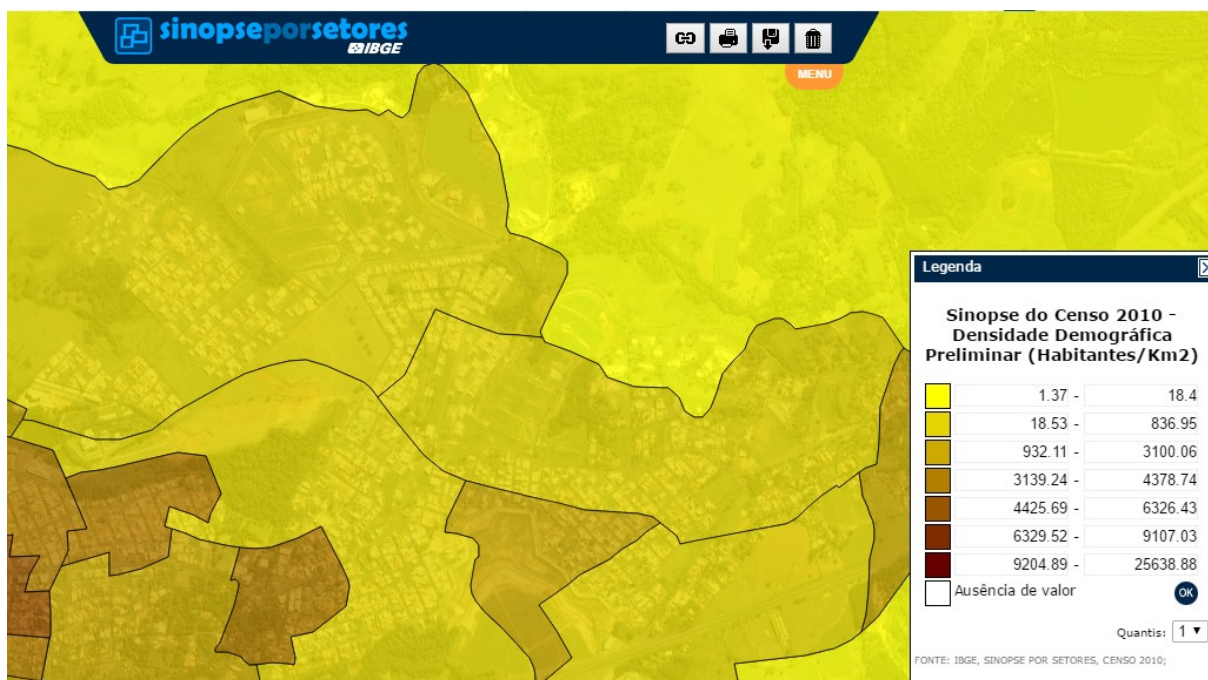 sinopseporsetores
IBGE
MENU
Legenda
Sinopse do Censo 2010 -
Densidade Demográfica
Preliminar (Habitantes/Km2)
1.37 - 18.4
18.53 - 836.95
932.11 - 3100.06
3139.24 - 4378.74
4425.69 - 6326.43
6329.52 - 9107.03
9204.89 - 25638.88
Ausência de valor OK
Quantis: 1
FONTE: IBGE, SINOPSE POR SETORES, CENSO 2010;